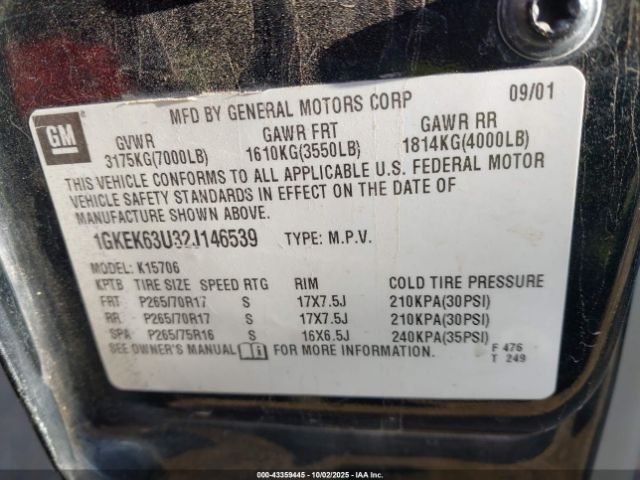 MFD BY GENERAL MOTORS CORP 09/01
GM
GVWR GAWR FRT GAWR RR
3175KG(7000LB) 1610KG(3550LB) 1814KG(4000LB)
THIS VEHICLE CONFORMS TO ALL APPLICABLE U.S. FEDERAL MOTOR
VEHICLE SAFETY STANDARDS IN EFFECT ON THE DATE OF
MANUFACTURE SHOWN ABOVE.
1GKEK63U32J146539 TYPE: M.P.V.
MODEL: K15706
KPTB TIRE SIZE SPEED RTG RIM COLD TIRE PRESSURE
FRT P265/70R17 S 17X7.5J 210KPA(30PSI)
RR P265/70R17 S 17X7.5J 210KPA(30PSI)
SPA P265/75R16 S 16X6.5J 240KPA(35PSI)
SEE OWNER'S MANUAL FOR MORE INFORMATION.
F 476
T 249
000-43359445 - 10/02/2025 - IAA Inc.